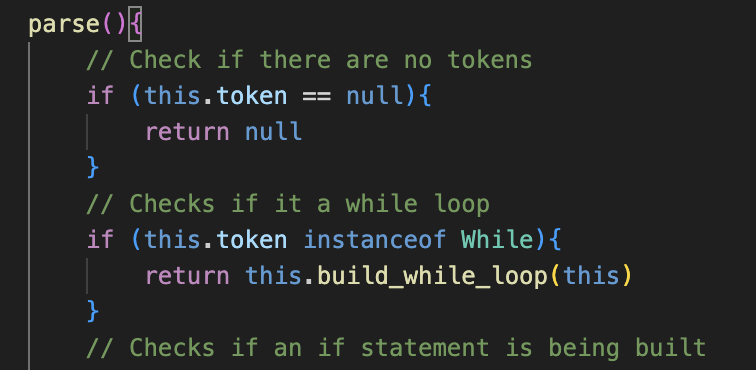 parse(){
// Check if there are no tokens
if (this.token == null){
return null
}
// Checks if it a while loop
if (this.token instanceof While){
return this.build_while_loop(this)
}
// Checks if an if statement is being built